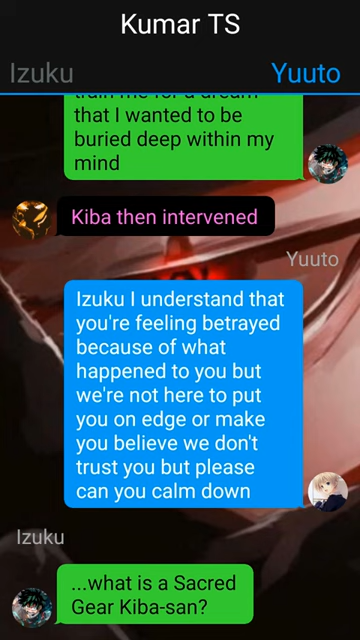 Kumar TS
Izuku
Yuuto
train me for a dream
that I wanted to be
buried deep within my
mind
Kiba then intervened
Yuuto
Izuku I understand that
you're feeling betrayed
because of what
happened to you but
we're not here to put
you on edge or make
you believe we don't
trust you but please
can you calm down
Izuku
...what is a Sacred
Gear Kiba-san?